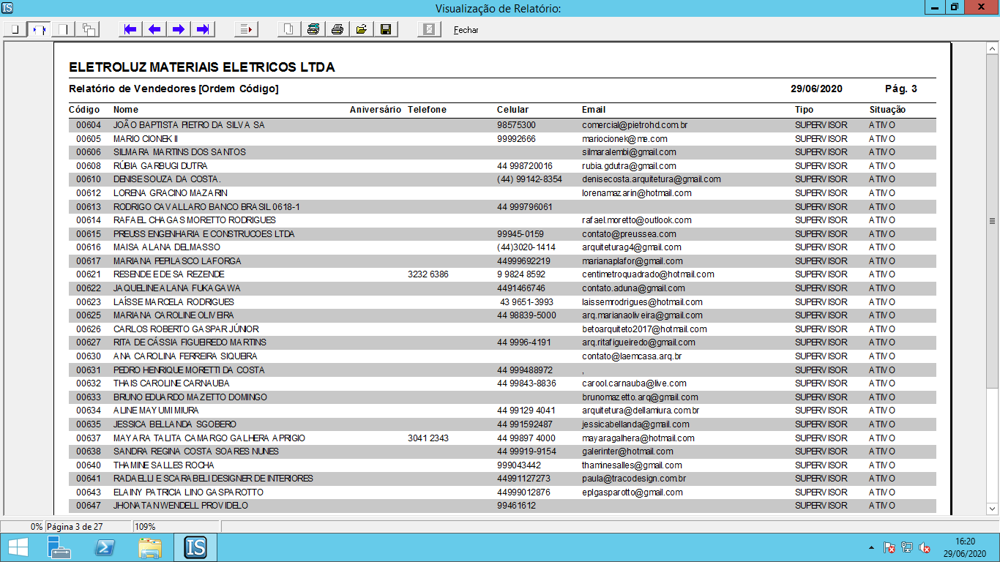 IS Visualização de Relatório:
Fechar
ELETROLUZ MATERIAIS ELETRICOS LTDA
Relatório de Vendedores [Ordem Código] 29/06/2020 Pág. 3
Código Nome Aniversário Telefone Celular Email Tipo Situação
00604 JOÃO BAPTISTA PIETRO DA SILVA SA 98575300 comercial@pietrohd.com.br SUPERVISOR ATIVO
00605 MARIO CIONEK II 99992666 mariocionek@me.com SUPERVISOR ATIVO
00606 SILMARA MARTINS DOS SANTOS silmaralembi@gmail.com SUPERVISOR ATIVO
00608 RÚBIA GARBUGI DUTRA 44 998720016 rubia.gdutra@gmail.com SUPERVISOR ATIVO
00610 DENISE SOUZA DA COSTA. (44) 99142-8354 denisecosta.arquitetura@gmail.com SUPERVISOR ATIVO
00612 LORENA GRACINO MAZARIN lorenamazarin@hotmail.com SUPERVISOR ATIVO
00613 RODRIGO CAVALLARO BANCO BRASIL 0618-1 44 999796061 SUPERVISOR ATIVO
00614 RAFAEL CHAGAS MORETTO RODRIGUES rafael.moretto@outlook.com SUPERVISOR ATIVO
00615 PREUSS ENGENHARIA E CONSTRUCOES LTDA 99945-0159 contato@preussea.com SUPERVISOR ATIVO
00616 MAISA ALANA DELMASSO (44)3020-1414 arquiteturag4@gmail.com SUPERVISOR ATIVO
00617 MARIANA PEPILASCO LAFORGA 44999692219 marianaplafor@gmail.com SUPERVISOR ATIVO
00621 RESENDE E DE SA REZENDE 3232 6386 9 9824 8592 centimetroquadrado@hotmail.com SUPERVISOR ATIVO
00622 JAQUELINE ALANA FUKAGAWA 4491466746 contato.aduna@gmail.com SUPERVISOR ATIVO
00623 LAÍSSE MARCELA RODRIGUES 43 9651-3993 laissemrodrigues@hotmail.com SUPERVISOR ATIVO
00625 MARIANA CAROLINE OLIVEIRA 44 98839-5000 arq.marianaoliveira@gmail.com SUPERVISOR ATIVO
00626 CARLOS ROBERTO GASPAR JÚNIOR betoarquiteto2017@hotmail.com SUPERVISOR ATIVO
00627 RITA DE CÁSSIA FIGUEIREDO MARTINS 44 9996-4191 arq.ritafigueiredo@gmail.com SUPERVISOR ATIVO
00630 ANA CAROLINA FERREIRA SIQUEIRA contato@laemcasa.arq.br SUPERVISOR ATIVO
00631 PEDRO HENRIQUE MORETTI DA COSTA 44 999488972 , SUPERVISOR ATIVO
00632 THAIS CAROLINE CARNAUBA 44 99843-8836 carool.carnauba@live.com SUPERVISOR ATIVO
00633 BRUNO EDUARDO MAZETTO DOMINGO brunomazetto.arq@gmail.com SUPERVISOR ATIVO
00634 ALINE MAYUMI MIURA 44 99129 4041 arquitetura@dellamiura.com.br SUPERVISOR ATIVO
00635 JESSICA BELLANDA SGOBERO 44 991592487 jessicabellanda@gmail.com SUPERVISOR ATIVO
00637 MAYARA TALITA CAMARGO GALHERA APRIGIO 3041 2343 44 99897 4000 mayaragalhera@hotmail.com SUPERVISOR ATIVO
00638 SANDRA REGINA COSTA SOARES NUNES 44 99919-9154 galerinter@hotmail.com SUPERVISOR ATIVO
00640 THAMINE SALLES ROCHA 999043442 thaminesalles@gmail.com SUPERVISOR ATIVO
00641 RADAELLI E SCARABELI DESIGNER DE INTERIORES 44991127273 paula@tracodesign.com.br SUPERVISOR ATIVO
00643 ELAINY PATRICIA LINO GASPAROTTO 44999012876 eplgasparotto@gmail.com SUPERVISOR ATIVO
00647 JHONATAN WENDELL PROVIDELO 99461612 SUPERVISOR ATIVO
0% Página 3 de 27 109%
IS 16:20
29/06/2020